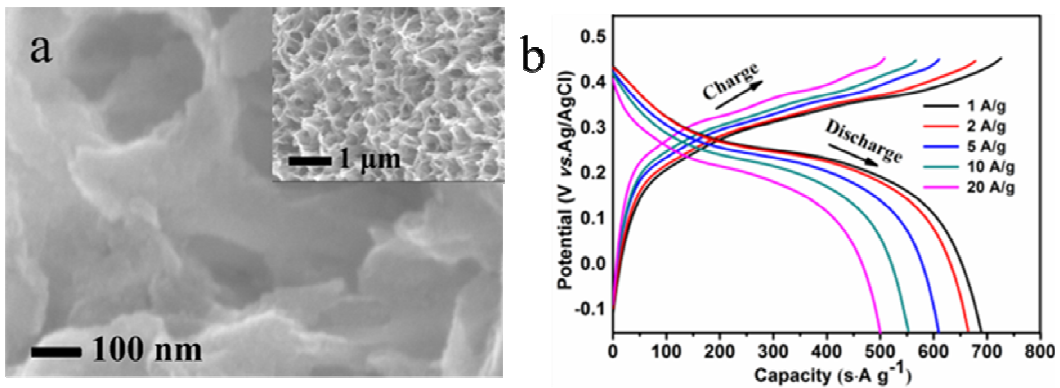 a
1 μm
100 nm
b
Potential (V vs.Ag/AgCl)
0.5
0.4
0.3
0.2
0.1
0.0
-0.1
Charge
Discharge
1 A/g
2 A/g
5 A/g
10 A/g
20 A/g
0 100 200 300 400 500 600 700 800
Capacity (s·A g⁻¹)